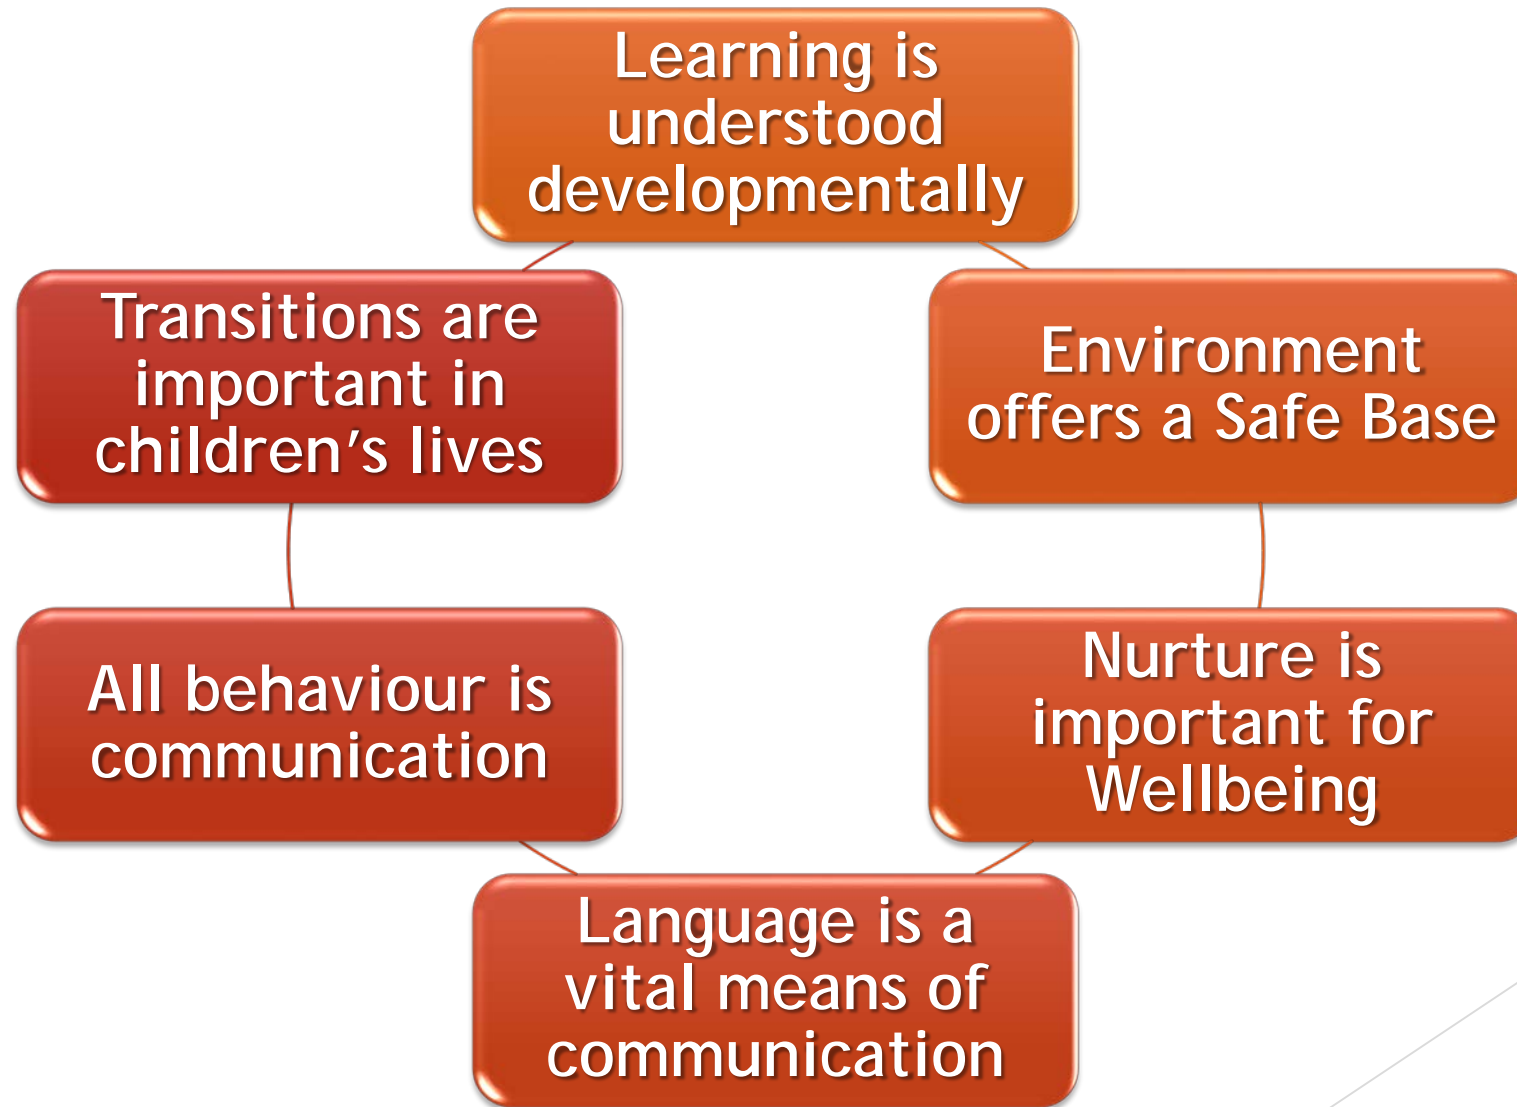 Learning is
understood
developmentally
Environment
offers a Safe Base
Nurture is
important for
Wellbeing
Language is a
vital means of
communication
All behaviour is
communication
Transitions are
important in
children’s lives